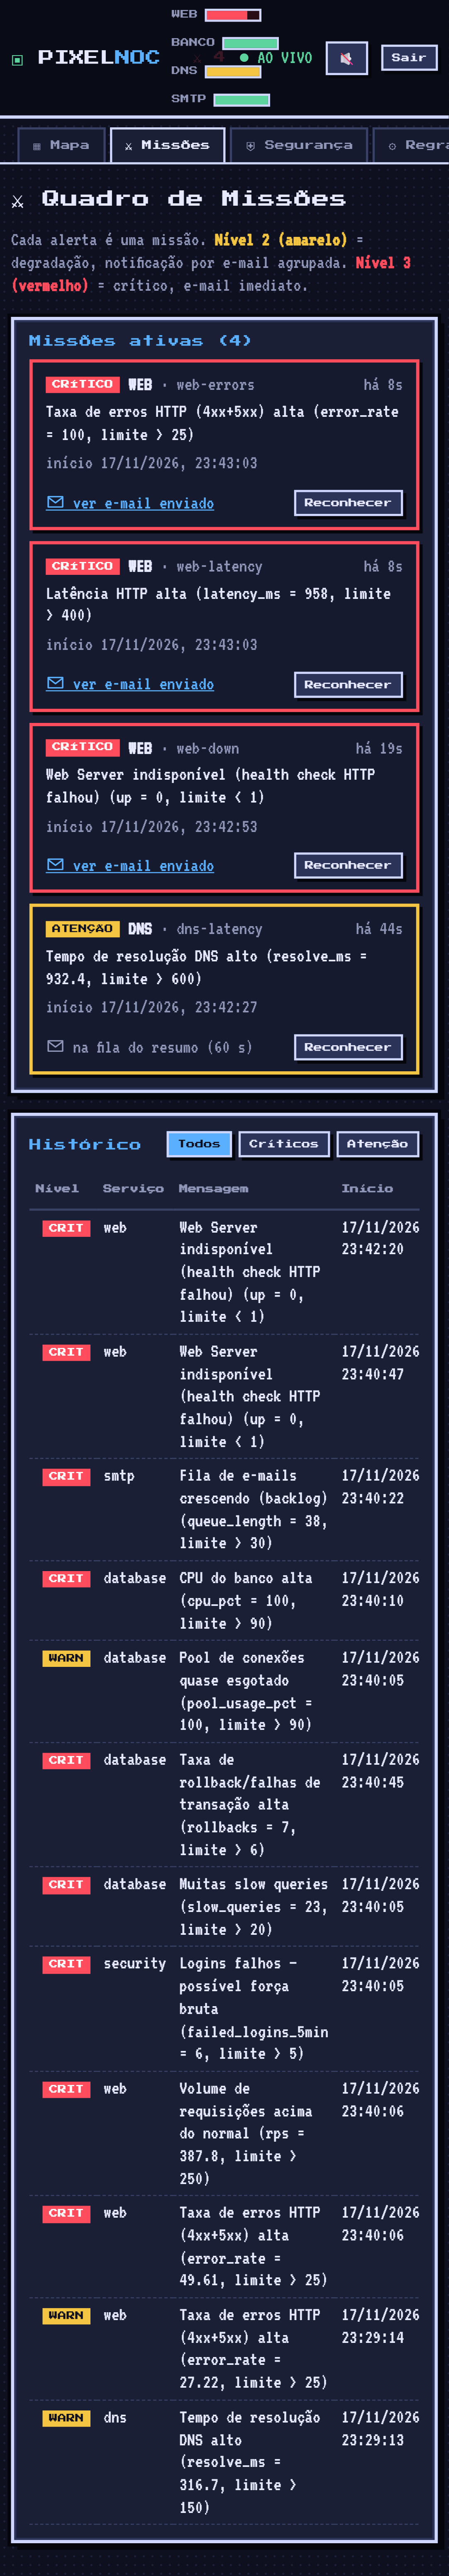 WEB
BANCO
DNS
SMTP
PIXELNOC
⚔ 4
● AO VIVO
Sair
Mapa
⚔ Missões
Segurança
Regra
⚔ Quadro de Missões
Cada alerta é uma missão. Nível 2 (amarelo) =
degradação, notificação por e-mail agrupada. Nível 3
(vermelho) = crítico, e-mail imediato.
Missões ativas (4)
CRíTICO WEB · web-errors há 8s
Taxa de erros HTTP (4xx+5xx) alta (error_rate
= 100, limite > 25)
início 17/11/2026, 23:43:03
ver e-mail enviado Reconhecer
CRíTICO WEB · web-latency há 8s
Latência HTTP alta (latency_ms = 958, limite
> 400)
início 17/11/2026, 23:43:03
ver e-mail enviado Reconhecer
CRíTICO WEB · web-down há 19s
Web Server indisponível (health check HTTP
falhou) (up = 0, limite < 1)
início 17/11/2026, 23:42:53
ver e-mail enviado Reconhecer
ATENÇÃO DNS · dns-latency há 44s
Tempo de resolução DNS alto (resolve_ms =
932.4, limite > 600)
início 17/11/2026, 23:42:27
na fila do resumo (60 s) Reconhecer
Histórico Todos Críticos Atenção
Nível Serviço Mensagem Início
CRIT web Web Server 17/11/2026
indisponível 23:42:20
(health check HTTP
falhou) (up = 0,
limite < 1)
CRIT web Web Server 17/11/2026
indisponível 23:40:47
(health check HTTP
falhou) (up = 0,
limite < 1)
CRIT smtp Fila de e-mails 17/11/2026
crescendo (backlog) 23:40:22
(queue_length = 38,
limite > 30)
CRIT database CPU do banco alta 17/11/2026
(cpu_pct = 100, 23:40:10
limite > 90)
WARN database Pool de conexões 17/11/2026
quase esgotado 23:40:05
(pool_usage_pct =
100, limite > 90)
CRIT database Taxa de 17/11/2026
rollback/falhas de 23:40:45
transação alta
(rollbacks = 7,
limite > 6)
CRIT database Muitas slow queries 17/11/2026
(slow_queries = 23, 23:40:05
limite > 20)
CRIT security Logins falhos — 17/11/2026
possível força 23:40:05
bruta
(failed_logins_5min
= 6, limite > 5)
CRIT web Volume de 17/11/2026
requisições acima 23:40:06
do normal (rps =
387.8, limite >
250)
CRIT web Taxa de erros HTTP 17/11/2026
(4xx+5xx) alta 23:40:06
(error_rate =
49.61, limite > 25)
WARN web Taxa de erros HTTP 17/11/2026
(4xx+5xx) alta 23:29:14
(error_rate =
27.22, limite > 25)
WARN dns Tempo de resolução 17/11/2026
DNS alto 23:29:13
(resolve_ms =
316.7, limite >
150)